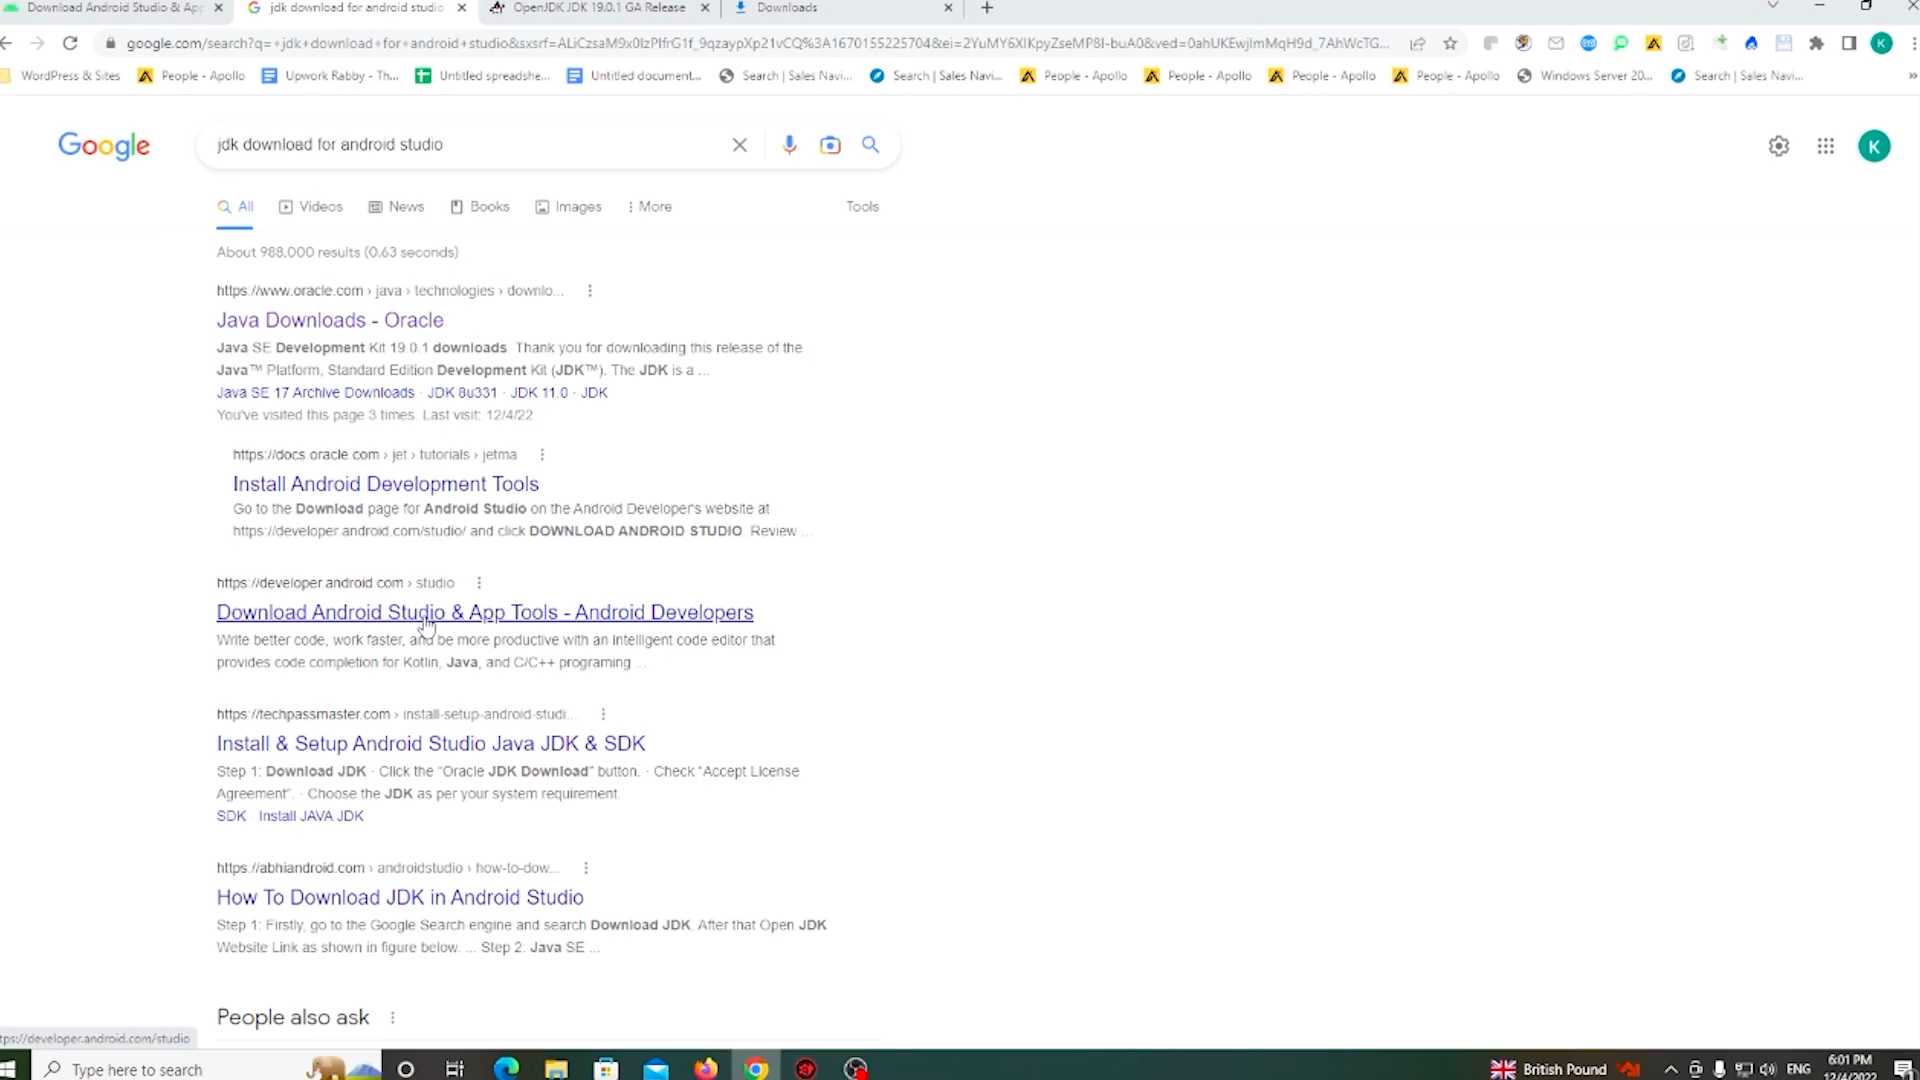 Download Android Studio & App
jdk download for android studio
OpenJDK JDK 19.0.1 GA Release
Downloads
google.com/search?q=+jdk+download+for+android+studio&sxsrf=
WordPress & Sites
People - Apollo
Upwork Rabby - Th...
Untitled spreadshe...
Untitled document...
Search | Sales Navi...
Search | Sales Navi...
People - Apollo
People - Apollo
People - Apollo
People - Apollo
Windows Server 20...
Search | Sales Navi...
Google
jdk download for android studio
K
All
Videos
News
Books
Images
More
Tools
About 988,000 results (0.63 seconds)
https://www.oracle.com › java › technologies › downlo...
Java Downloads - Oracle
Java SE Development Kit 19.0.1 downloads Thank you for downloading this release of the
Java™ Platform, Standard Edition Development Kit (JDK™). The JDK is a ...
Java SE 17 Archive Downloads · JDK 8u331 · JDK 11.0 · JDK
You've visited this page 3 times. Last visit: 12/4/22
https://docs.oracle.com › jet › tutorials › jetma
Install Android Development Tools
Go to the Download page for Android Studio on the Android Developer's website at
https://developer.android.com/studio/ and click DOWNLOAD ANDROID STUDIO. Review ...
https://developer.android.com › studio
Download Android Studio & App Tools - Android Developers
Write better code, work faster, and be more productive with an intelligent code editor that
provides code completion for Kotlin, Java, and C/C++ programing ...
https://techpassmaster.com › install-setup-android-studi...
Install & Setup Android Studio Java JDK & SDK
Step 1: Download JDK · Click the "Oracle JDK Download" button. · Check "Accept License
Agreement". · Choose the JDK as per your system requirement.
SDK Install JAVA JDK
https://abhiandroid.com › androidstudio › how-to-dow...
How To Download JDK in Android Studio
Step 1: Firstly, go to the Google Search engine and search Download JDK. After that Open JDK
Website Link as shown in figure below. ... Step 2. Java SE ...
People also ask
tps://developer.android.com/studio
Type here to search
British Pound
ENG
6:01 PM
12/4/2022